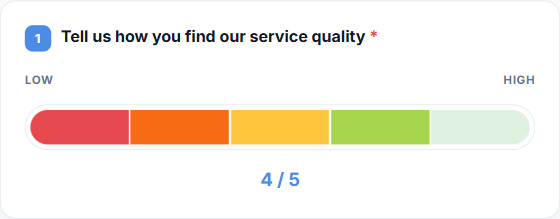 1 Tell us how you find our service quality *
LOW HIGH
4 / 5